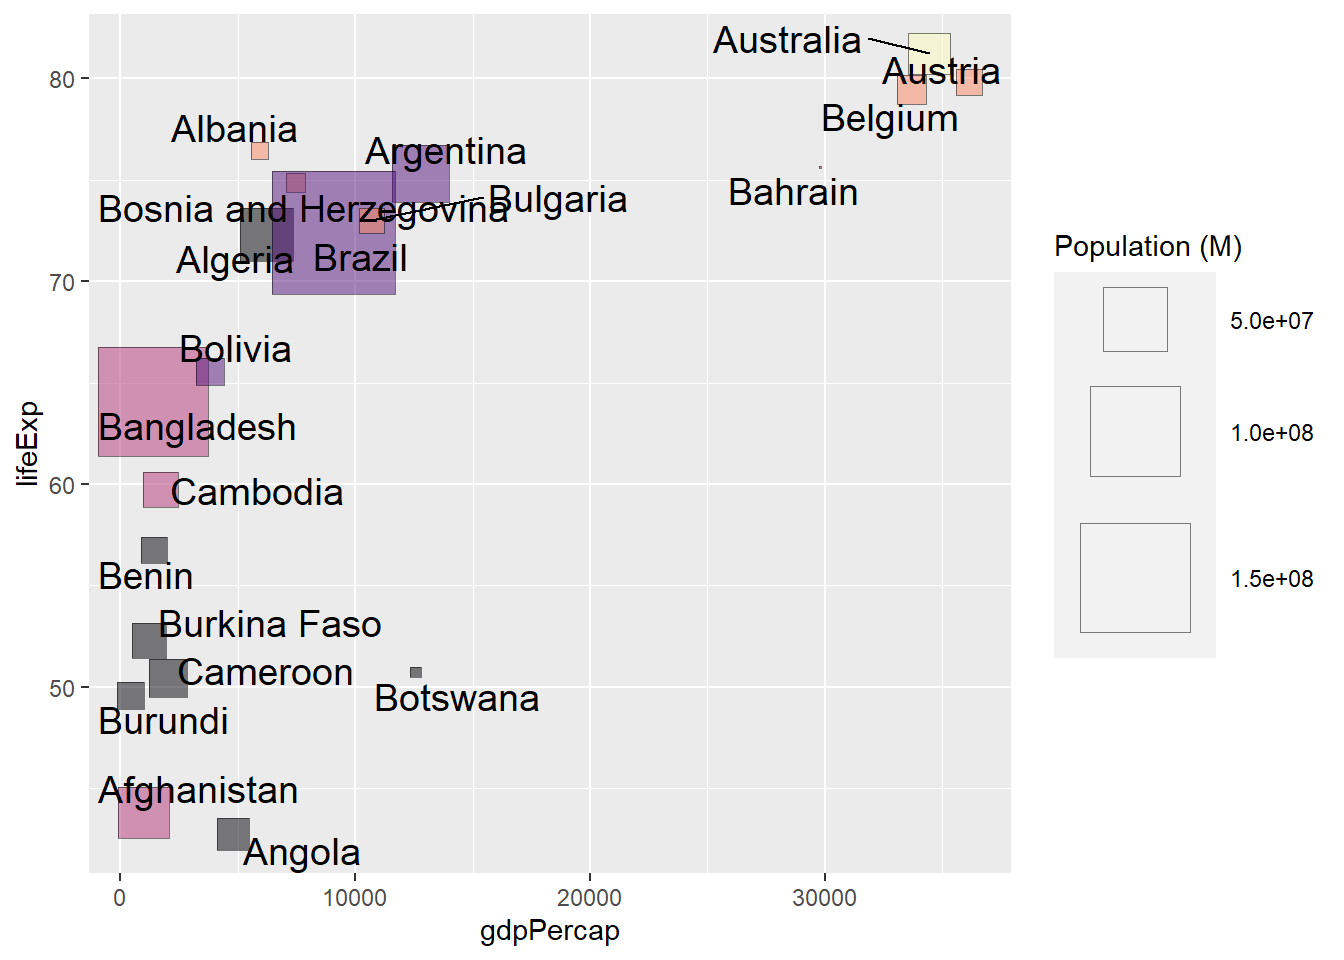 Australia
80
Austria
Belgium
Albania
Argentina
Bahrain
Bulgaria
Bosnia and Herzegovina
Algeria
Brazil
70
Bolivia
Bangladesh
60
Cambodia
Benin
Burkina Faso
Cameroon
50
Botswana
Burundi
Afghanistan
Angola
lifeExp
0
10000
20000
30000
gdpPercap
Population (M)
5.0e+07
1.0e+08
1.5e+08